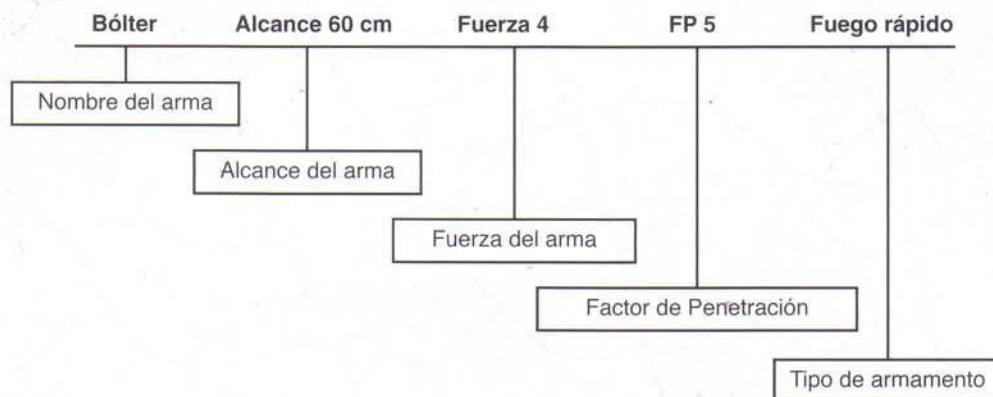 Bólter Alcance 60 cm Fuerza 4 FP 5 Fuego rápido
Nombre del arma
Alcance del arma
Fuerza del arma
Factor de Penetración
Tipo de armamento